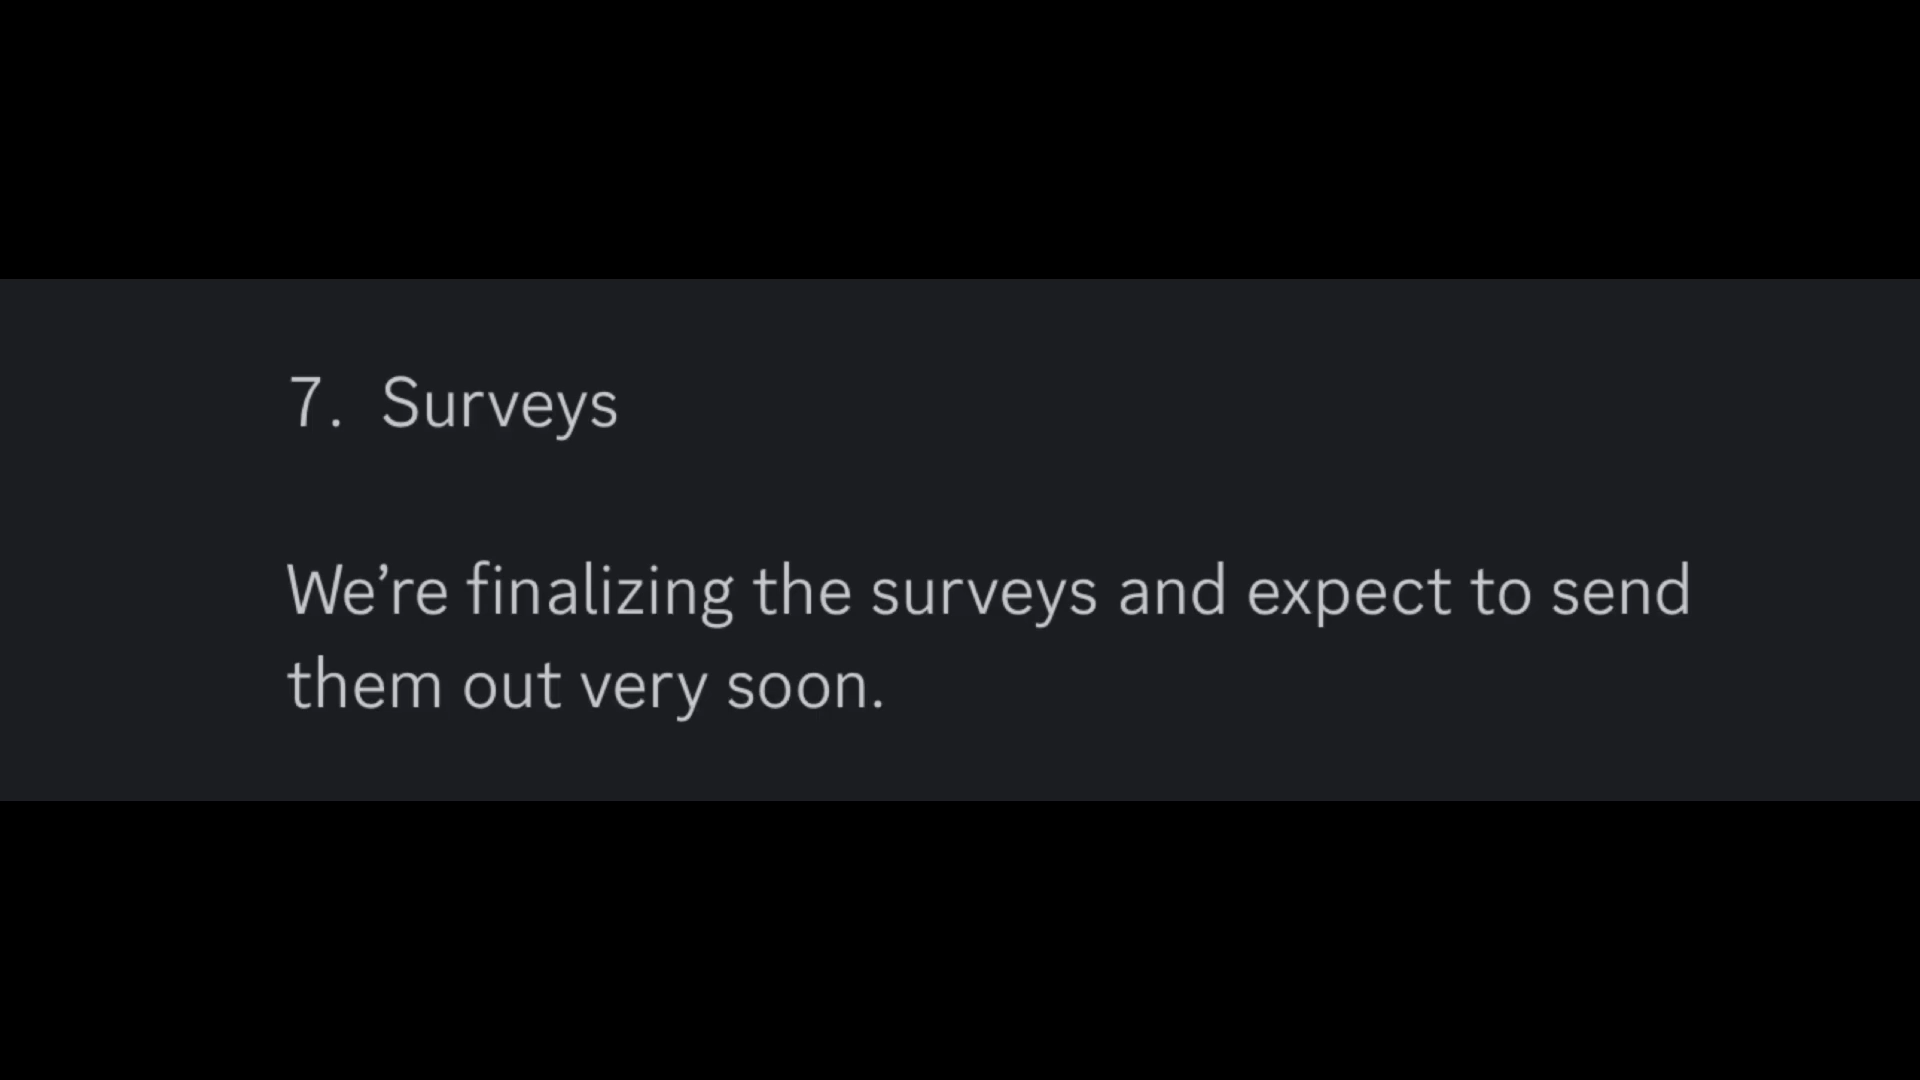 7. Surveys
We’re finalizing the surveys and expect to send
them out very soon.